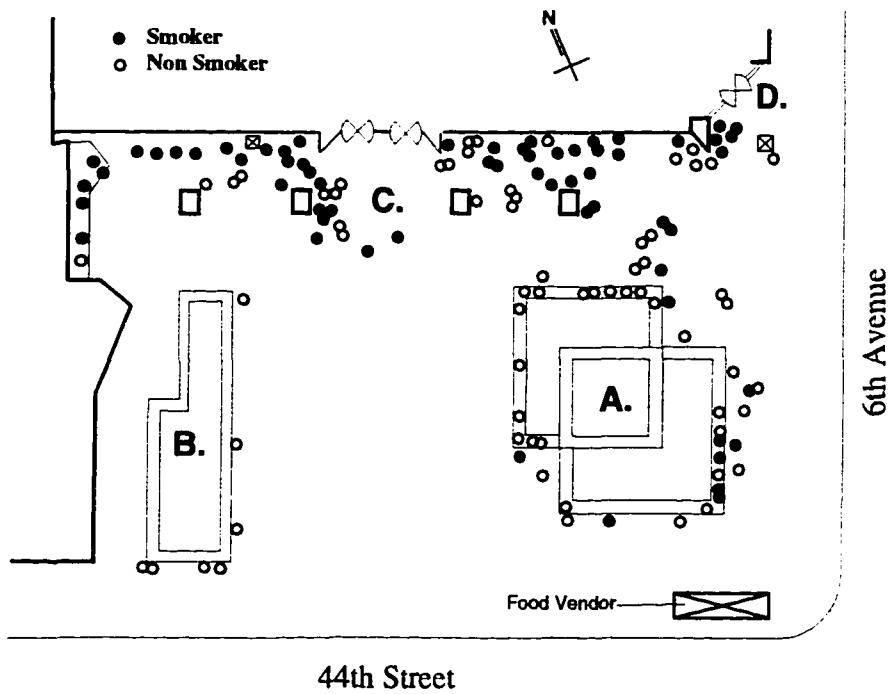 N
Smoker
Non Smoker
D.
C.
A.
B.
6th Avenue
Food Vendor
44th Street